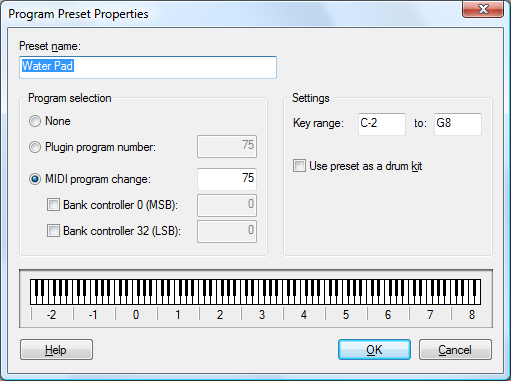 Program Preset Properties
Preset name:
Water Pad
Program selection
None
Plugin program number: 75
MIDI program change: 75
Bank controller 0 (MSB): 0
Bank controller 32 (LSB): 0
Settings
Key range: C-2 to: G8
Use preset as a drum kit
-2 -1 0 1 2 3 4 5 6 7 8
Help OK Cancel